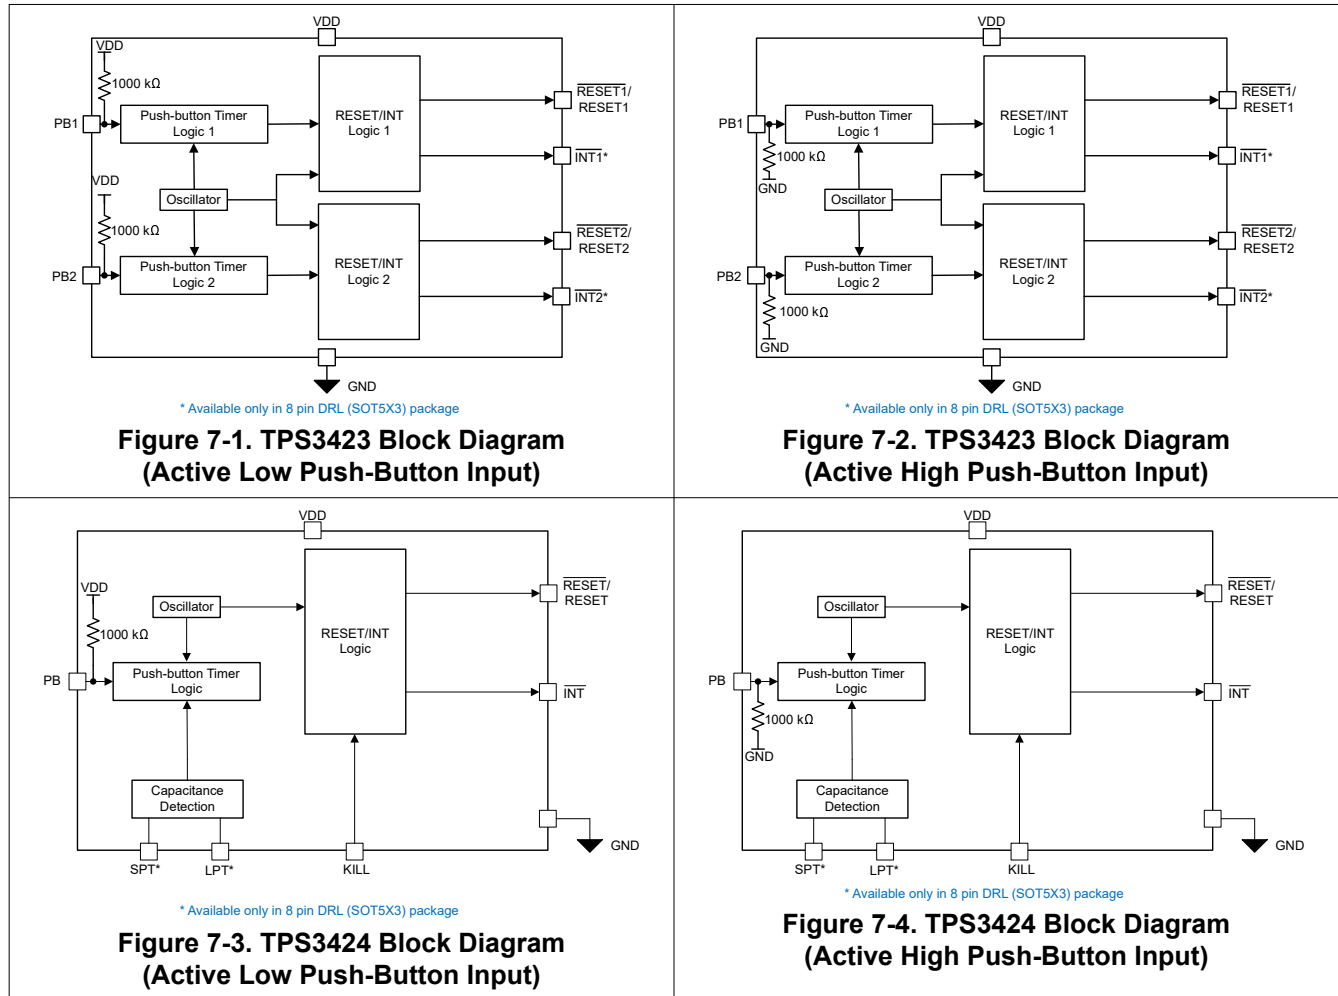 VDD
VDD
1000 kΩ
PB1
Push-button Timer
Logic 1
RESET/INT
Logic 1
RESET1/
RESET1
INT1*
VDD
Oscillator
1000 kΩ
PB2
Push-button Timer
Logic 2
RESET/INT
Logic 2
RESET2/
RESET2
INT2*
GND
* Available only in 8 pin DRL (SOT5X3) package
Figure 7-1. TPS3423 Block Diagram
(Active Low Push-Button Input)
VDD
PB1
Push-button Timer
Logic 1
1000 kΩ
GND
RESET/INT
Logic 1
RESET1/
RESET1
INT1*
Oscillator
PB2
Push-button Timer
Logic 2
1000 kΩ
GND
RESET/INT
Logic 2
RESET2/
RESET2
INT2*
GND
* Available only in 8 pin DRL (SOT5X3) package
Figure 7-2. TPS3423 Block Diagram
(Active High Push-Button Input)
VDD
VDD
1000 kΩ
Oscillator
PB
Push-button Timer
Logic
RESET/INT
Logic
RESET/
RESET
INT
Capacitance
Detection
SPT*
LPT*
KILL
GND
* Available only in 8 pin DRL (SOT5X3) package
Figure 7-3. TPS3424 Block Diagram
(Active Low Push-Button Input)
VDD
Oscillator
PB
Push-button Timer
Logic
1000 kΩ
GND
RESET/INT
Logic
RESET/
RESET
INT
Capacitance
Detection
SPT*
LPT*
KILL
GND
* Available only in 8 pin DRL (SOT5X3) package
Figure 7-4. TPS3424 Block Diagram
(Active High Push-Button Input)